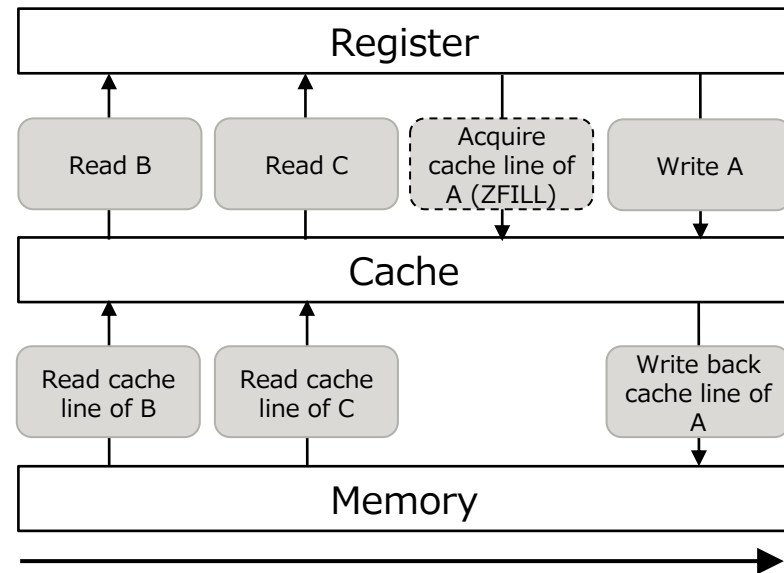 Register
Read B
Read C
Acquire
cache line of
A (ZFILL)
Write A
Cache
Read cache
line of B
Read cache
line of C
Write back
cache line of
A
Memory